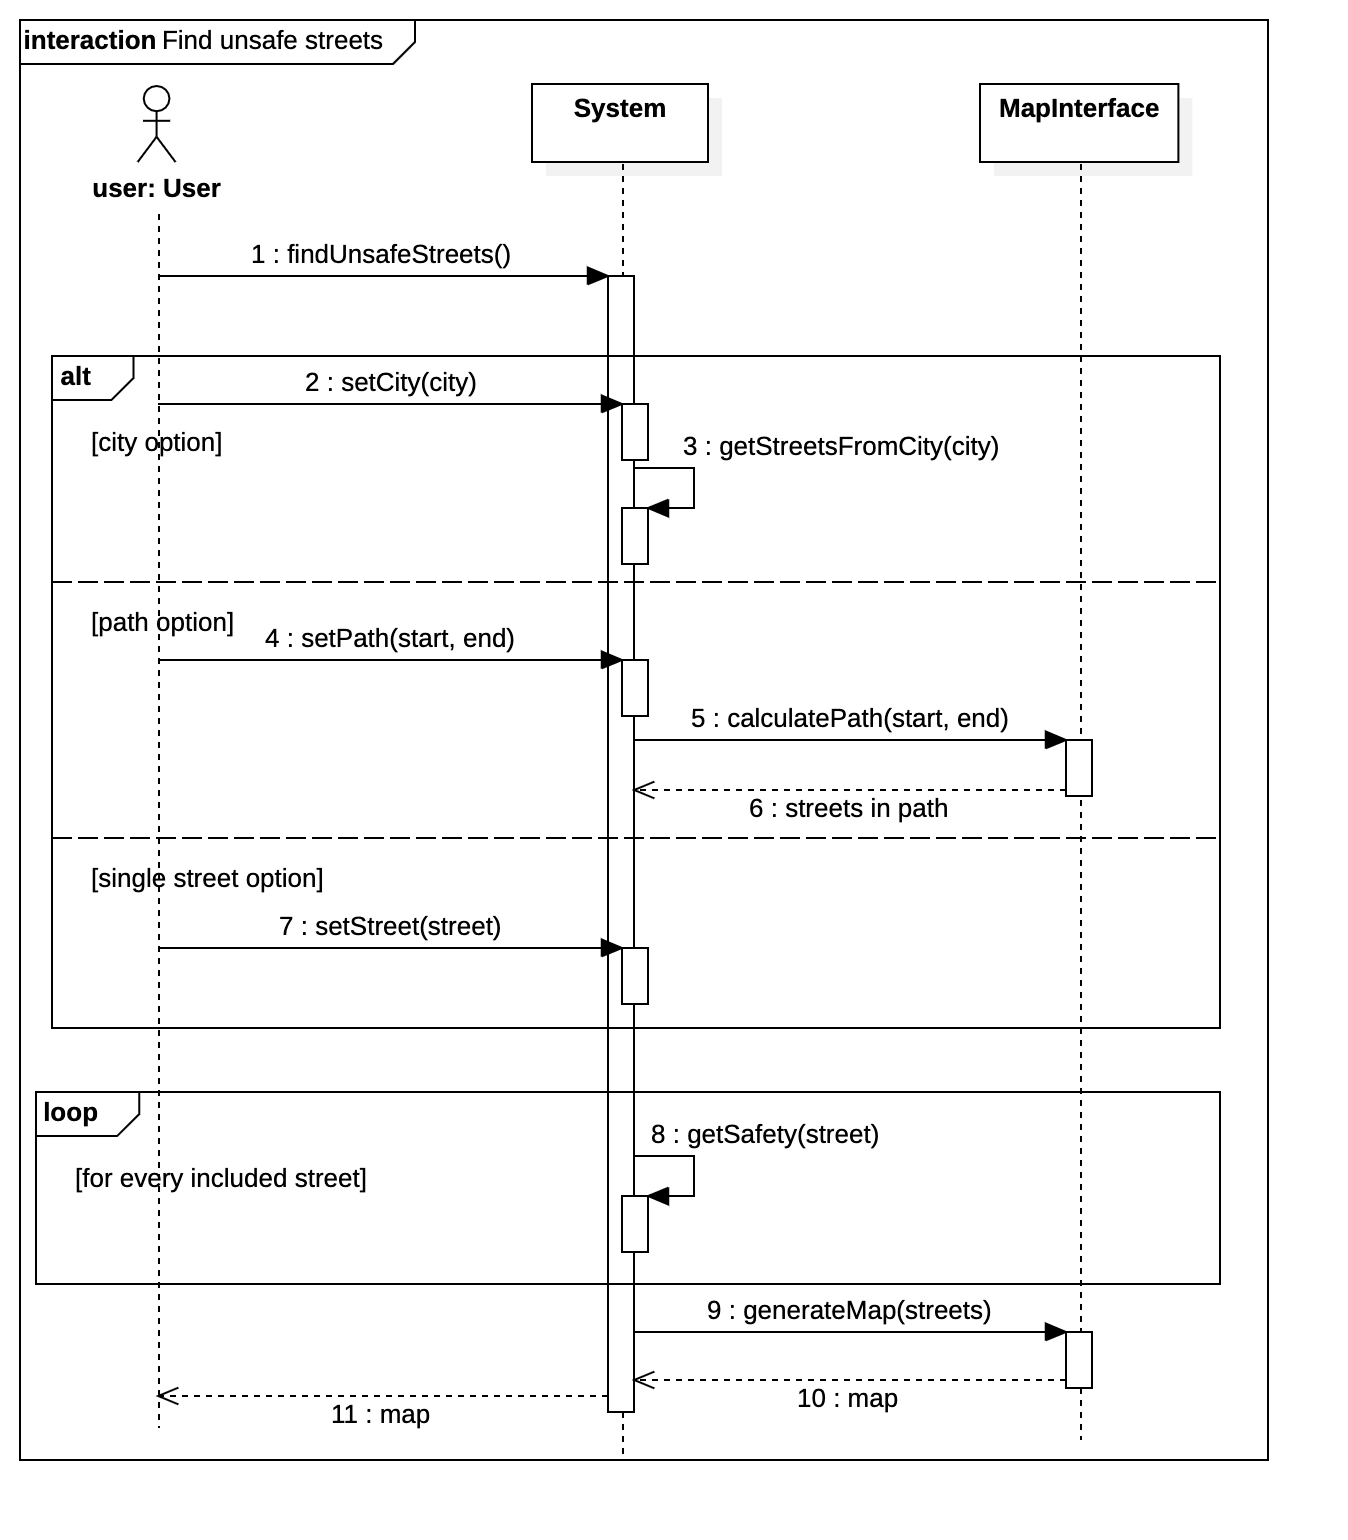 interaction Find unsafe streets
System
MapInterface
user: User
1 : findUnsafeStreets()
alt
2 : setCity(city)
[city option]
3 : getStreetsFromCity(city)
[path option]
4 : setPath(start, end)
5 : calculatePath(start, end)
6 : streets in path
[single street option]
7 : setStreet(street)
loop
8 : getSafety(street)
[for every included street]
9 : generateMap(streets)
10 : map
11 : map